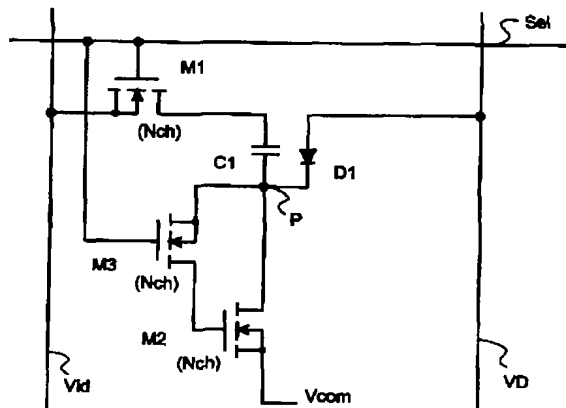 Sel
M1
(Nch)
C1
D1
P
M3
(Nch)
M2
(Nch)
Vcom
Vid
VD